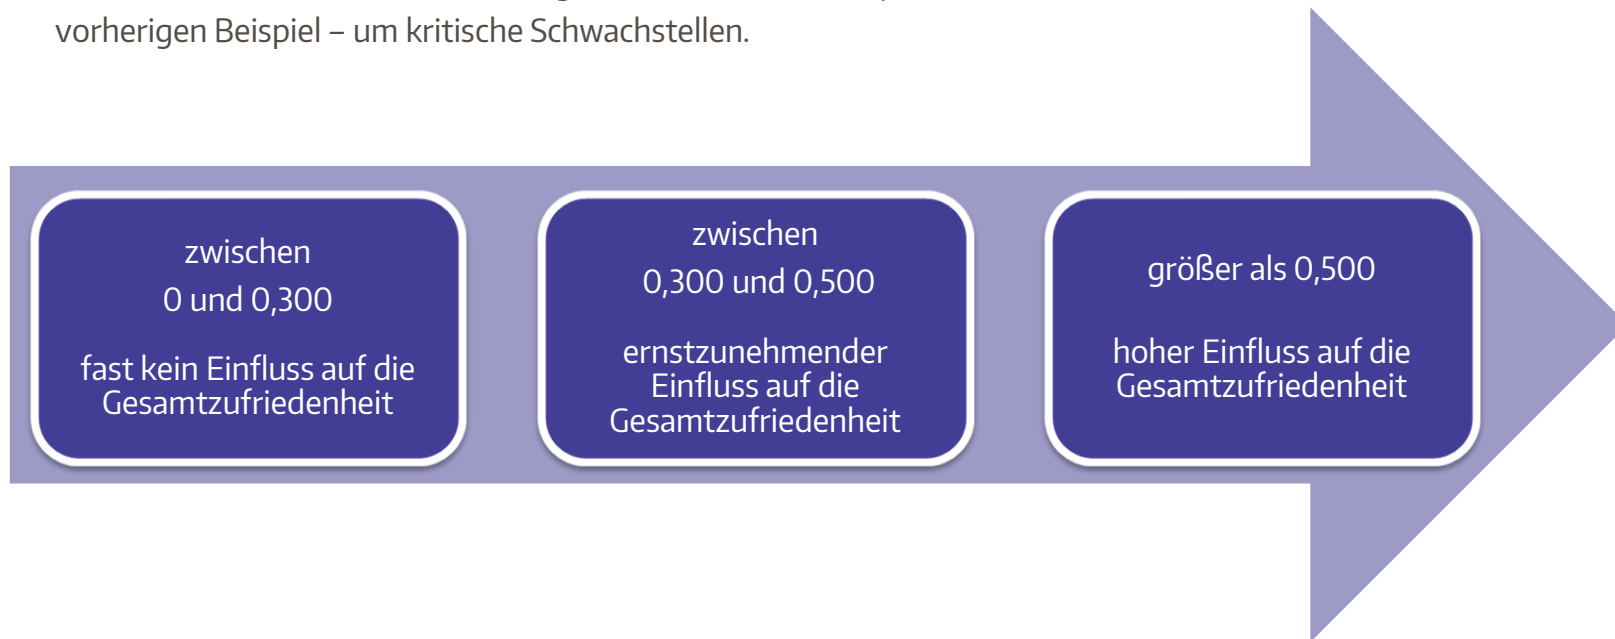 vorherigen Beispiel – um kritische Schwachstellen.
zwischen
0 und 0,300
fast kein Einfluss auf die
Gesamtzufriedenheit
zwischen
0,300 und 0,500
ernstzunehmender
Einfluss auf die
Gesamtzufriedenheit
größer als 0,500
hoher Einfluss auf die
Gesamtzufriedenheit